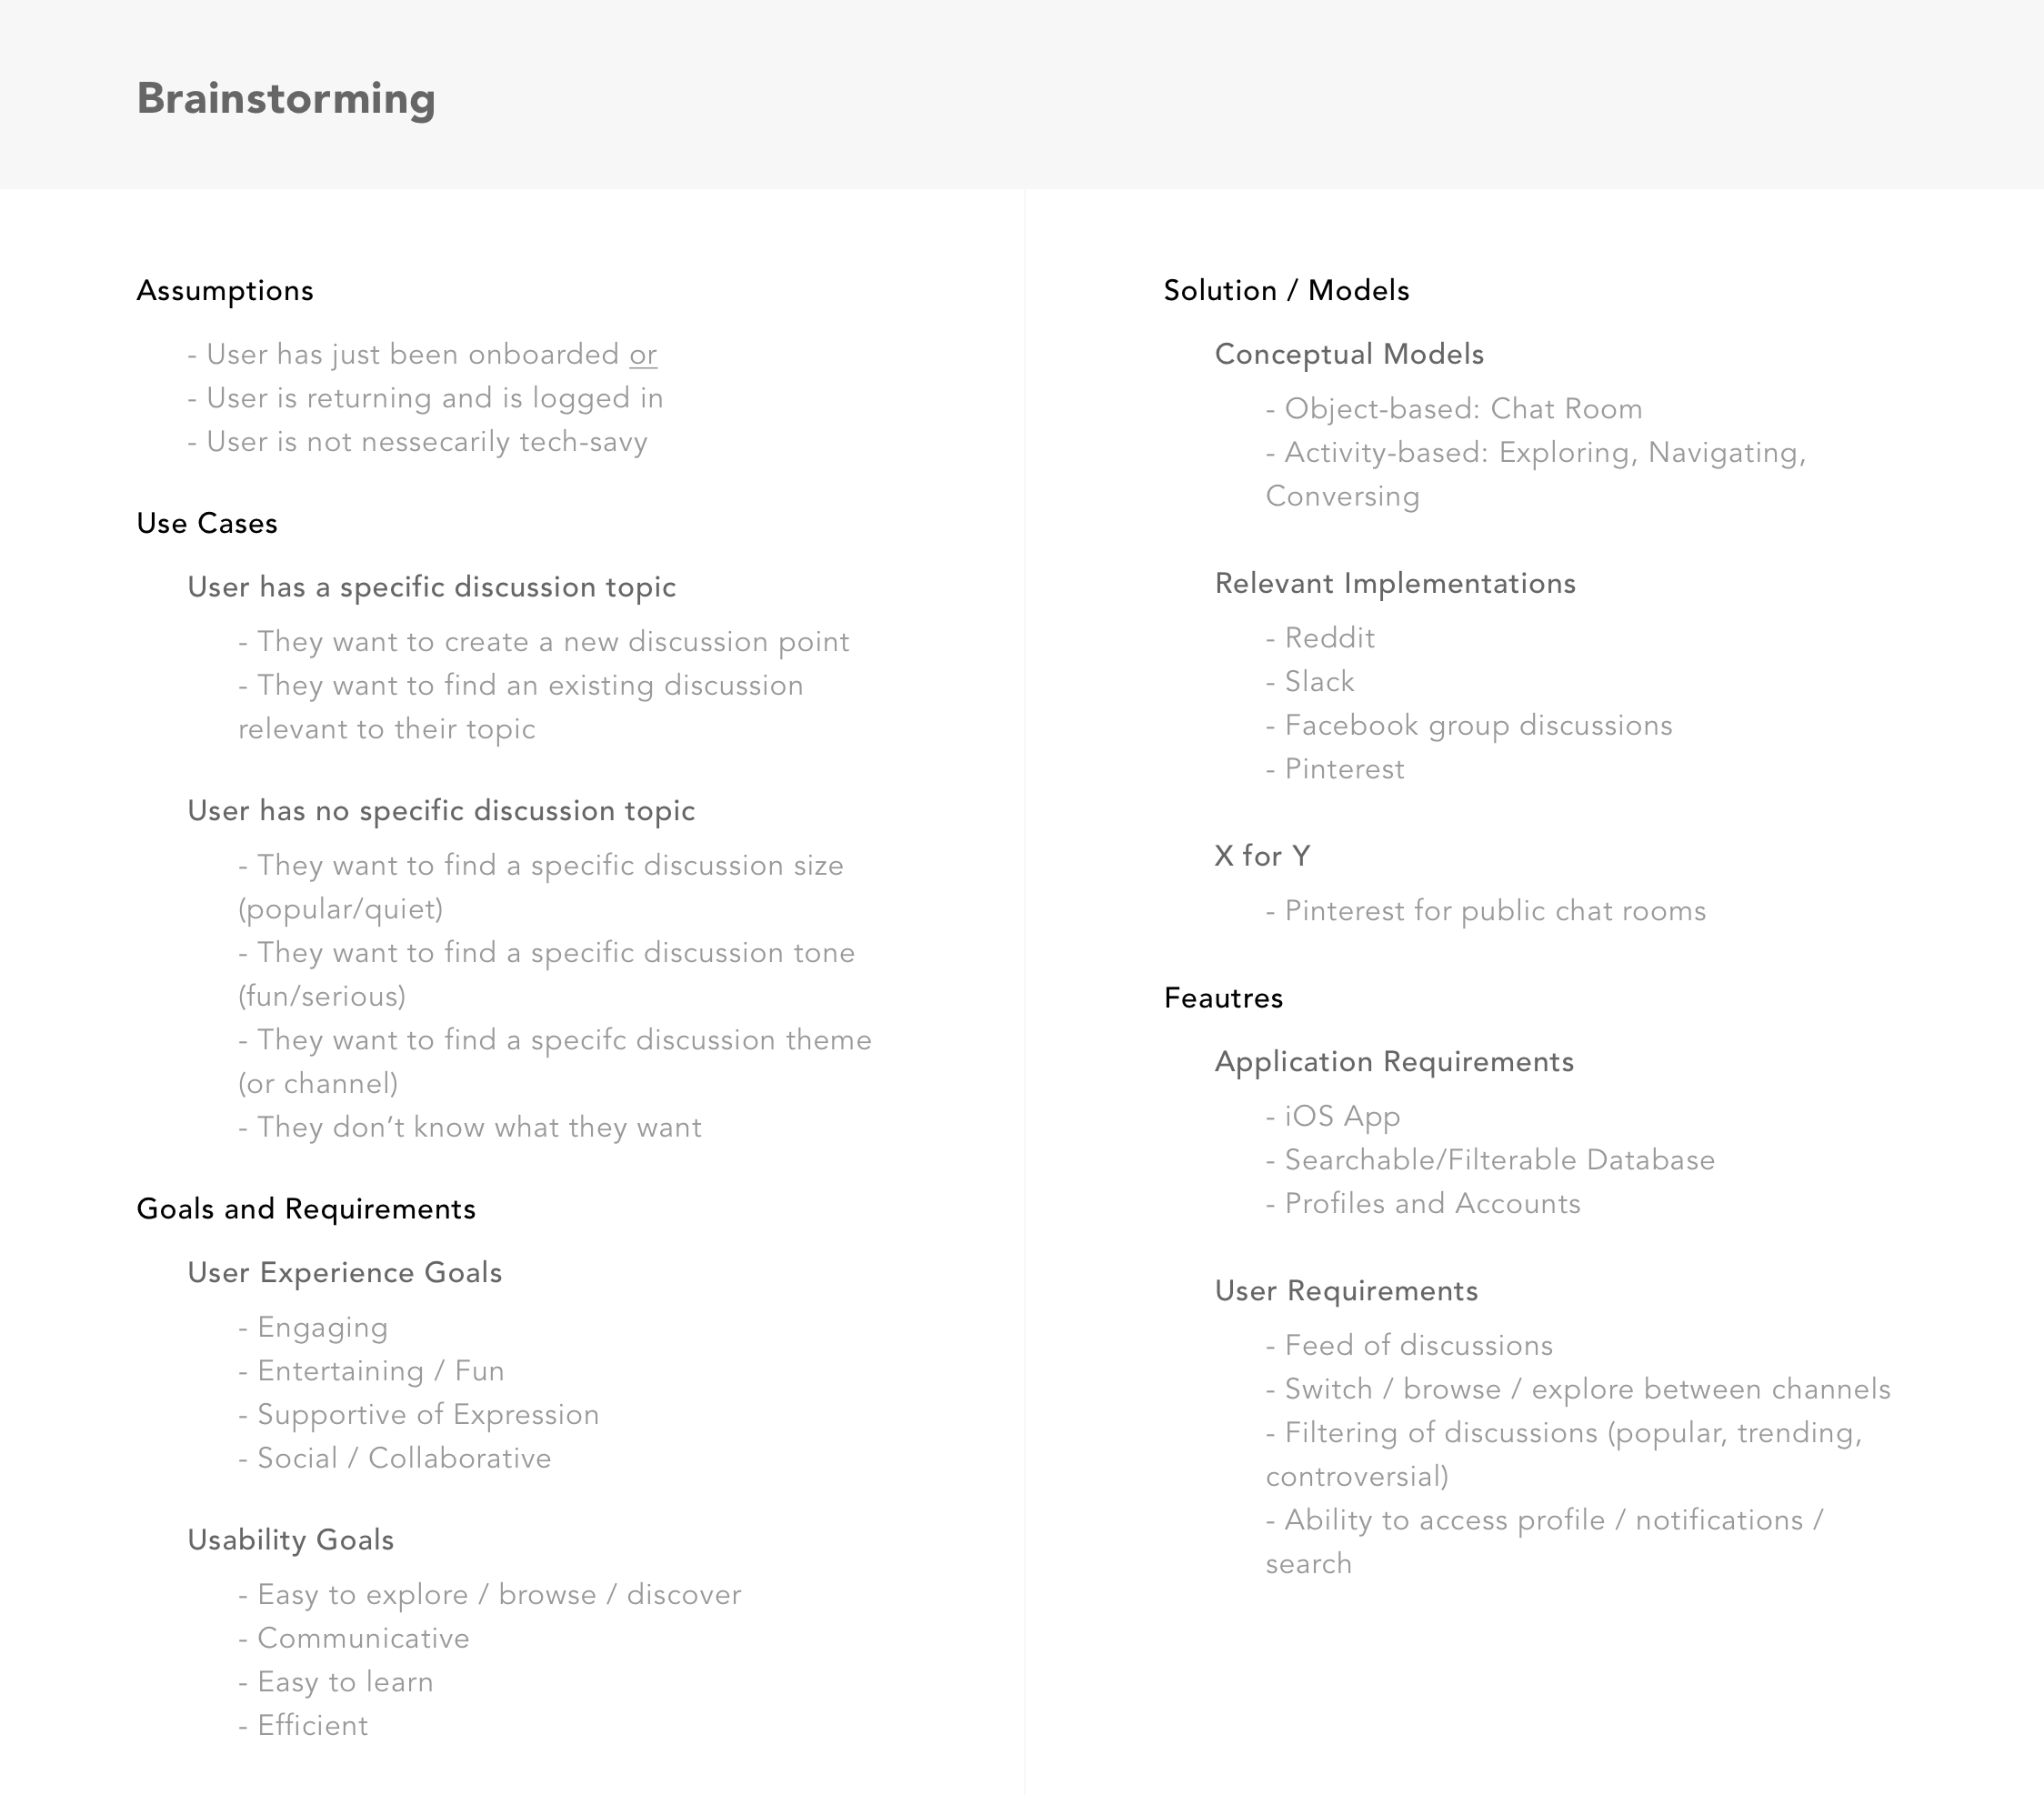 Brainstorming
Assumptions
- User has just been onboarded or
- User is returning and is logged in
- User is not nessecarily tech-savy
Use Cases
User has a specific discussion topic
- They want to create a new discussion point
- They want to find an existing discussion
relevant to their topic
User has no specific discussion topic
- They want to find a specific discussion size
(popular/quiet)
- They want to find a specific discussion tone
(fun/serious)
- They want to find a specifc discussion theme
(or channel)
- They don’t know what they want
Goals and Requirements
User Experience Goals
- Engaging
- Entertaining / Fun
- Supportive of Expression
- Social / Collaborative
Usability Goals
- Easy to explore / browse / discover
- Communicative
- Easy to learn
- Efficient
Solution / Models
Conceptual Models
- Object-based: Chat Room
- Activity-based: Exploring, Navigating,
Conversing
Relevant Implementations
- Reddit
- Slack
- Facebook group discussions
- Pinterest
X for Y
- Pinterest for public chat rooms
Feautres
Application Requirements
- iOS App
- Searchable/Filterable Database
- Profiles and Accounts
User Requirements
- Feed of discussions
- Switch / browse / explore between channels
- Filtering of discussions (popular, trending,
controversial)
- Ability to access profile / notifications /
search